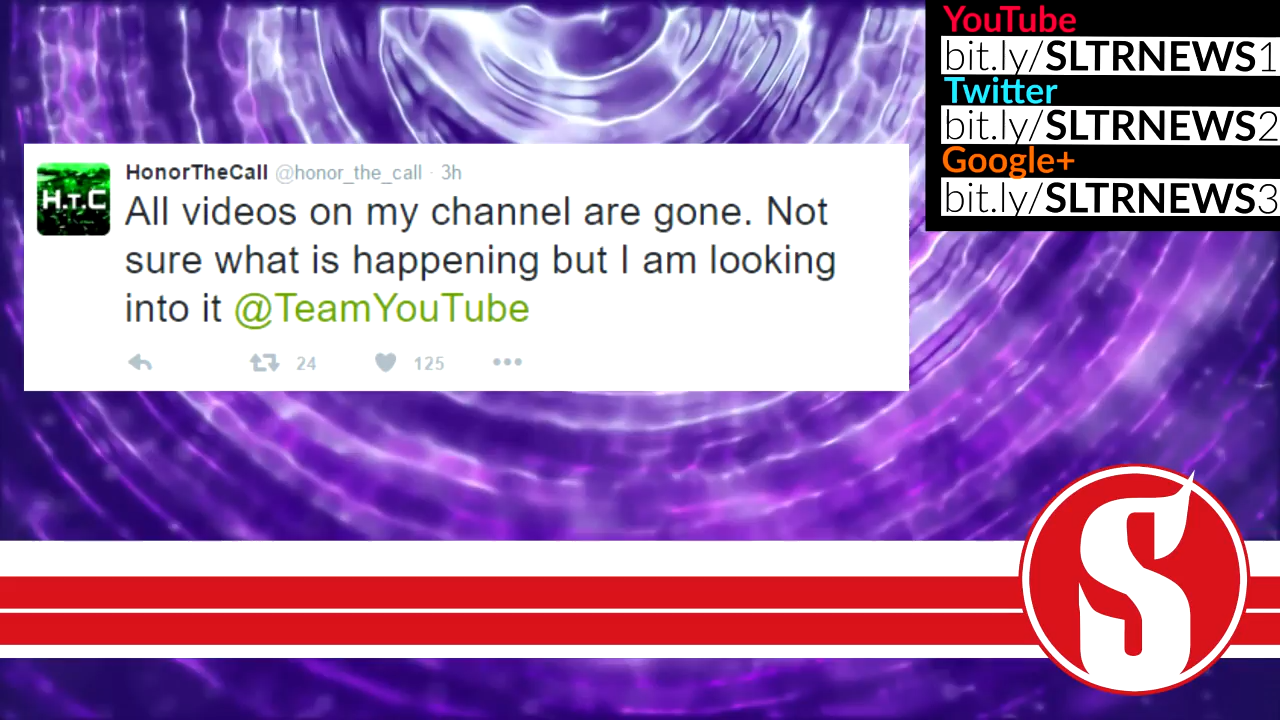 YouTube
bit.ly/SLTRNEWS1
Twitter
bit.ly/SLTRNEWS2
Google+
bit.ly/SLTRNEWS3
HonorTheCall @honor_the_call · 3h
H.T.C
All videos on my channel are gone. Not
sure what is happening but I am looking
into it @TeamYouTube
24 125
S